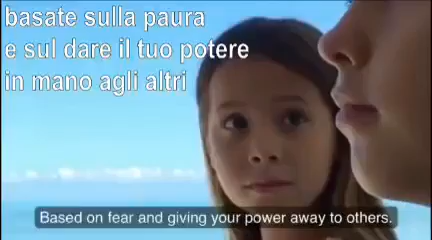 basate sulla paura
e sul dare il tuo potere
in mano agli altri
Based on fear and giving your power away to others.